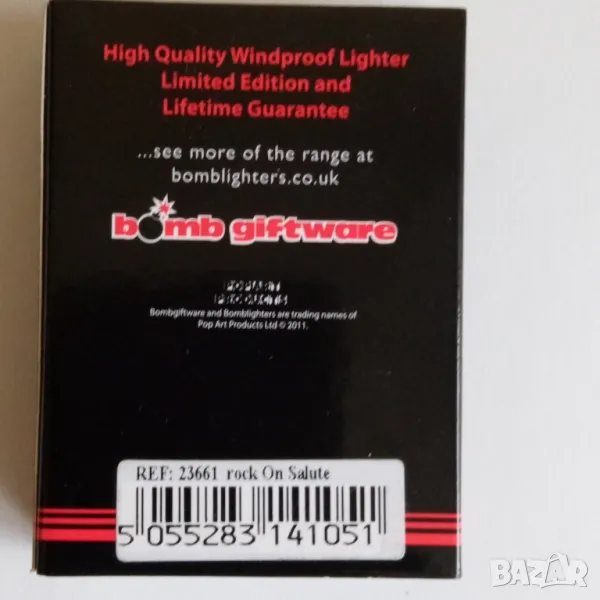 High Quality Windproof Lighter
Limited Edition and
Lifetime Guarantee
...see more of the range at
bomblighters.co.uk
bomb giftware
POPART
PRODUCTS
Bombgiftware and Bomblighters are trading names of
Pop Art Products Ltd © 2011.
REF: 23661 rock On Salute
5 055283 141051
BAZAR